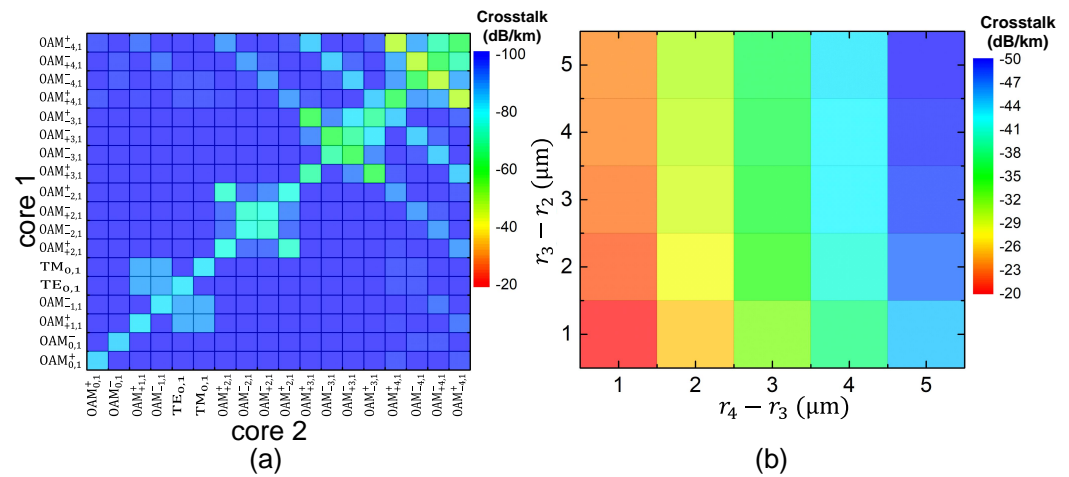 Crosstalk
(dB/km)
-100
-80
-60
-40
-20
core 1
OAM⁺₋₄,₁
OAM⁻₊₄,₁
OAM⁻₋₄,₁
OAM⁺₊₄,₁
OAM⁺₋₃,₁
OAM⁻₊₃,₁
OAM⁻₋₃,₁
OAM⁺₊₃,₁
OAM⁺₋₂,₁
OAM⁻₊₂,₁
OAM⁻₋₂,₁
OAM⁺₊₂,₁
TM₀,₁
TE₀,₁
OAM⁻₋₁,₁
OAM⁺₊₁,₁
OAM⁻₀,₁
OAM⁺₀,₁
OAM⁺₀,₁
OAM⁻₀,₁
OAM⁺₊₁,₁
OAM⁻₋₁,₁
TE₀,₁
TM₀,₁
OAM⁺₊₂,₁
OAM⁻₋₂,₁
OAM⁻₊₂,₁
OAM⁺₋₂,₁
OAM⁺₊₃,₁
OAM⁻₋₃,₁
OAM⁻₊₃,₁
OAM⁺₋₃,₁
OAM⁺₊₄,₁
OAM⁻₋₄,₁
OAM⁻₊₄,₁
OAM⁺₋₄,₁
core 2
(a)
Crosstalk
(dB/km)
-50
-47
-44
-41
-38
-35
-32
-29
-26
-23
-20
r₃ − r₂ (μm)
5
4
3
2
1
1 2 3 4 5
r₄ − r₃ (μm)
(b)